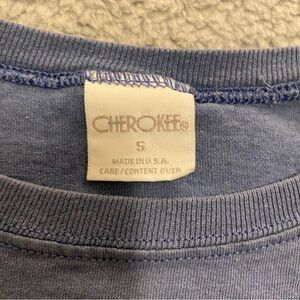 CHEROKEE®
S
MADE IN U.S.A.
CARE/CONTENT OVER